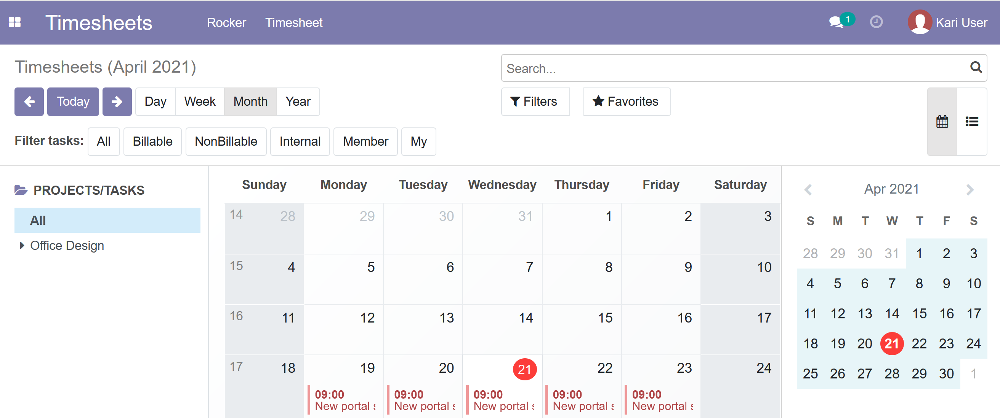 Timesheets Rocker Timesheet 1 Kari User
Timesheets (April 2021)
Search...
Today Day Week Month Year Filters Favorites
Filter tasks: All Billable NonBillable Internal Member My
PROJECTS/TASKS
All
Office Design
Sunday Monday Tuesday Wednesday Thursday Friday Saturday
14 28 29 30 31 1 2 3
15 4 5 6 7 8 9 10
16 11 12 13 14 15 16 17
17 18 19 20 21 22 23 24
09:00 09:00 09:00 09:00 09:00
New portal New portal New portal New portal New portal
Apr 2021
S M T W T F S
28 29 30 31 1 2 3
4 5 6 7 8 9 10
11 12 13 14 15 16 17
18 19 20 21 22 23 24
25 26 27 28 29 30 1